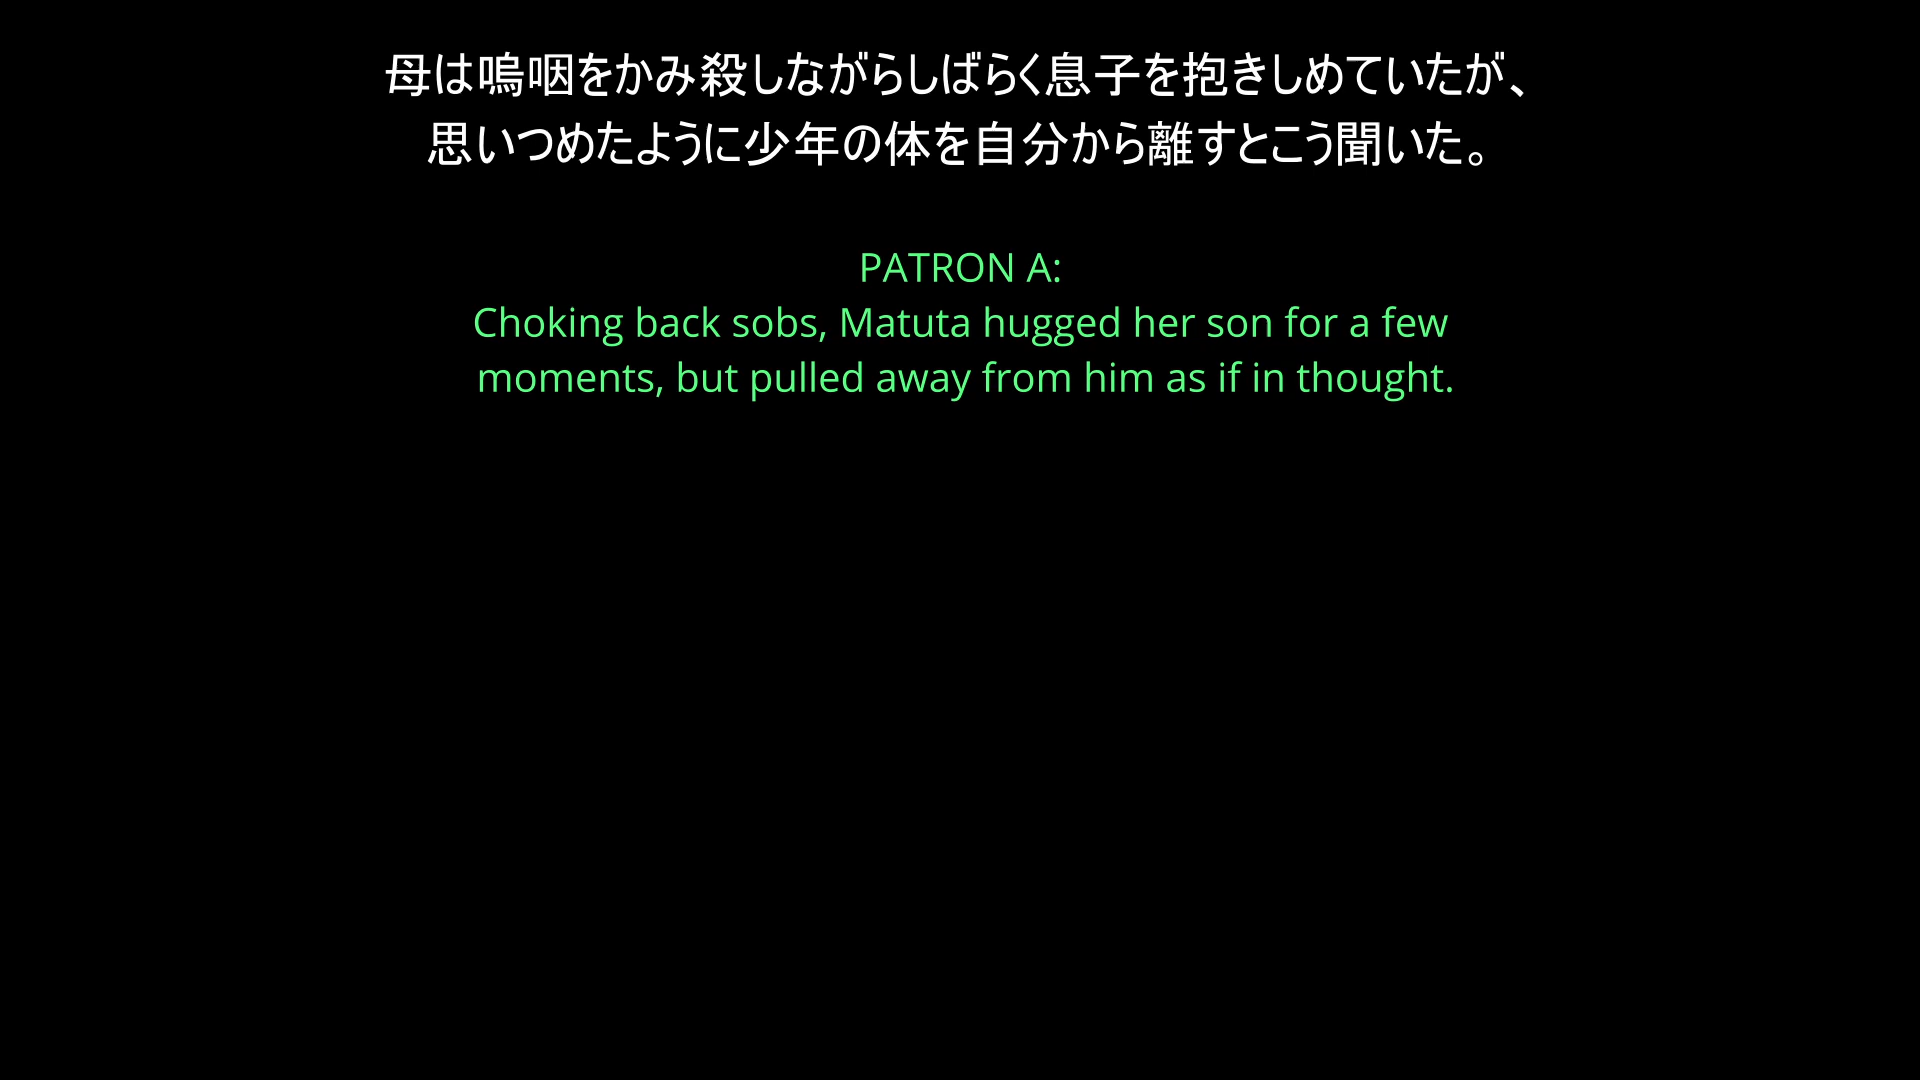 母は嗚咽をかみ殺しながらしばらく息子を抱きしめていたが、
思いつめたように少年の体を自分から離すとこう聞いた。
PATRON A:
Choking back sobs, Matuta hugged her son for a few
moments, but pulled away from him as if in thought.